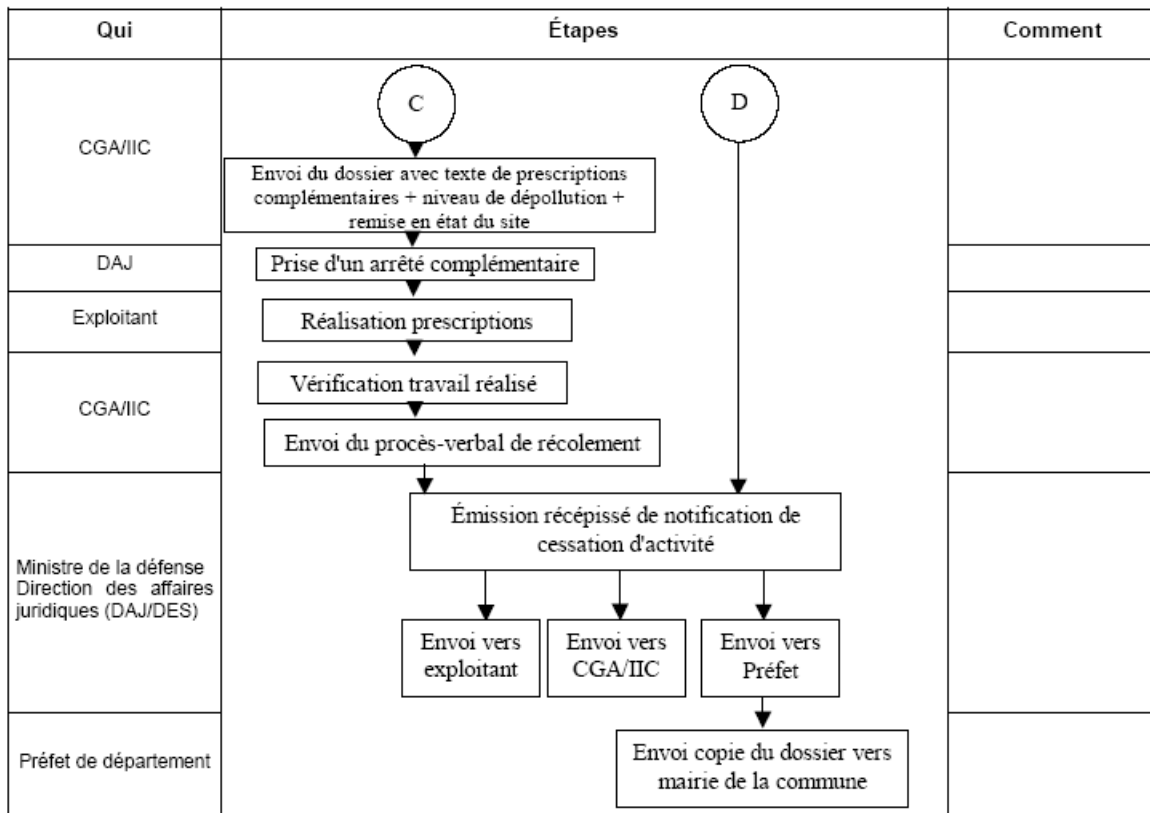 Qui
Étapes
Comment
C
D
CGA/IIC
Envoi du dossier avec texte de prescriptions
complémentaires + niveau de dépollution +
remise en état du site
DAJ
Prise d'un arrêté complémentaire
Exploitant
Réalisation prescriptions
CGA/IIC
Vérification travail réalisé
Envoi du procès-verbal de récolement
Ministre de la défense
Direction des affaires
juridiques (DAJ/DES)
Émission récépissé de notification de
cessation d'activité
Envoi vers
exploitant
Envoi vers
CGA/IIC
Envoi vers
Préfet
Préfet de département
Envoi copie du dossier vers
mairie de la commune